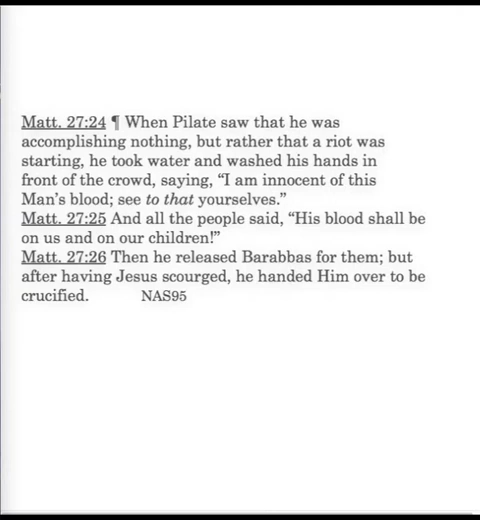 Matt. 27:24 ¶ When Pilate saw that he was
accomplishing nothing, but rather that a riot was
starting, he took water and washed his hands in
front of the crowd, saying, “I am innocent of this
Man’s blood; see to that yourselves.”
Matt. 27:25 And all the people said, “His blood shall be
on us and on our children!”
Matt. 27:26 Then he released Barabbas for them; but
after having Jesus scourged, he handed Him over to be
crucified. NAS95